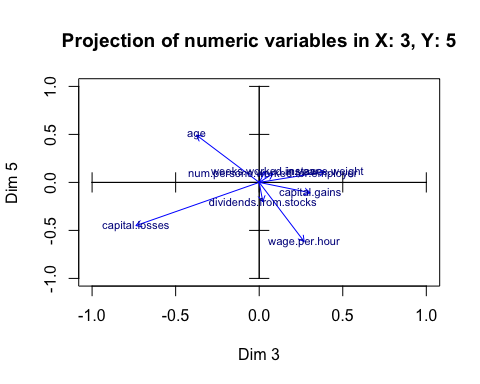 Projection of numeric variables in X: 3, Y: 5
Dim 5
1.0
0.5
0.0
-0.5
-1.0
age
weeks.worked
instance.weight
num.persons.worked.for.employer
capital.gains
dividends.from.stocks
capital.losses
wage.per.hour
-1.0 -0.5 0.0 0.5 1.0
Dim 3